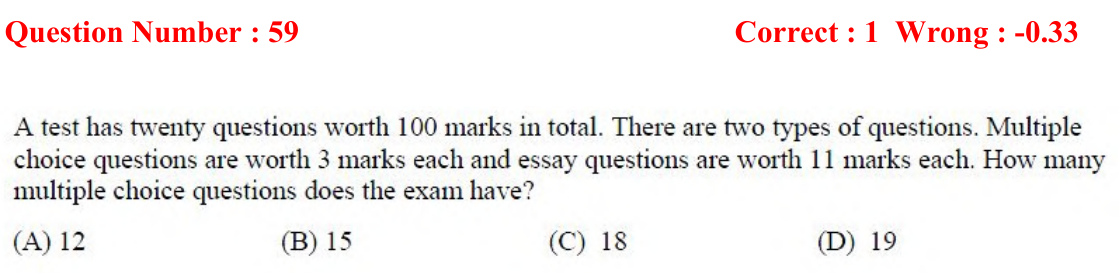 Question Number : 59 Correct : 1 Wrong : -0.33
A test has twenty questions worth 100 marks in total. There are two types of questions. Multiple
choice questions are worth 3 marks each and essay questions are worth 11 marks each. How many
multiple choice questions does the exam have?
(A) 12 (B) 15 (C) 18 (D) 19